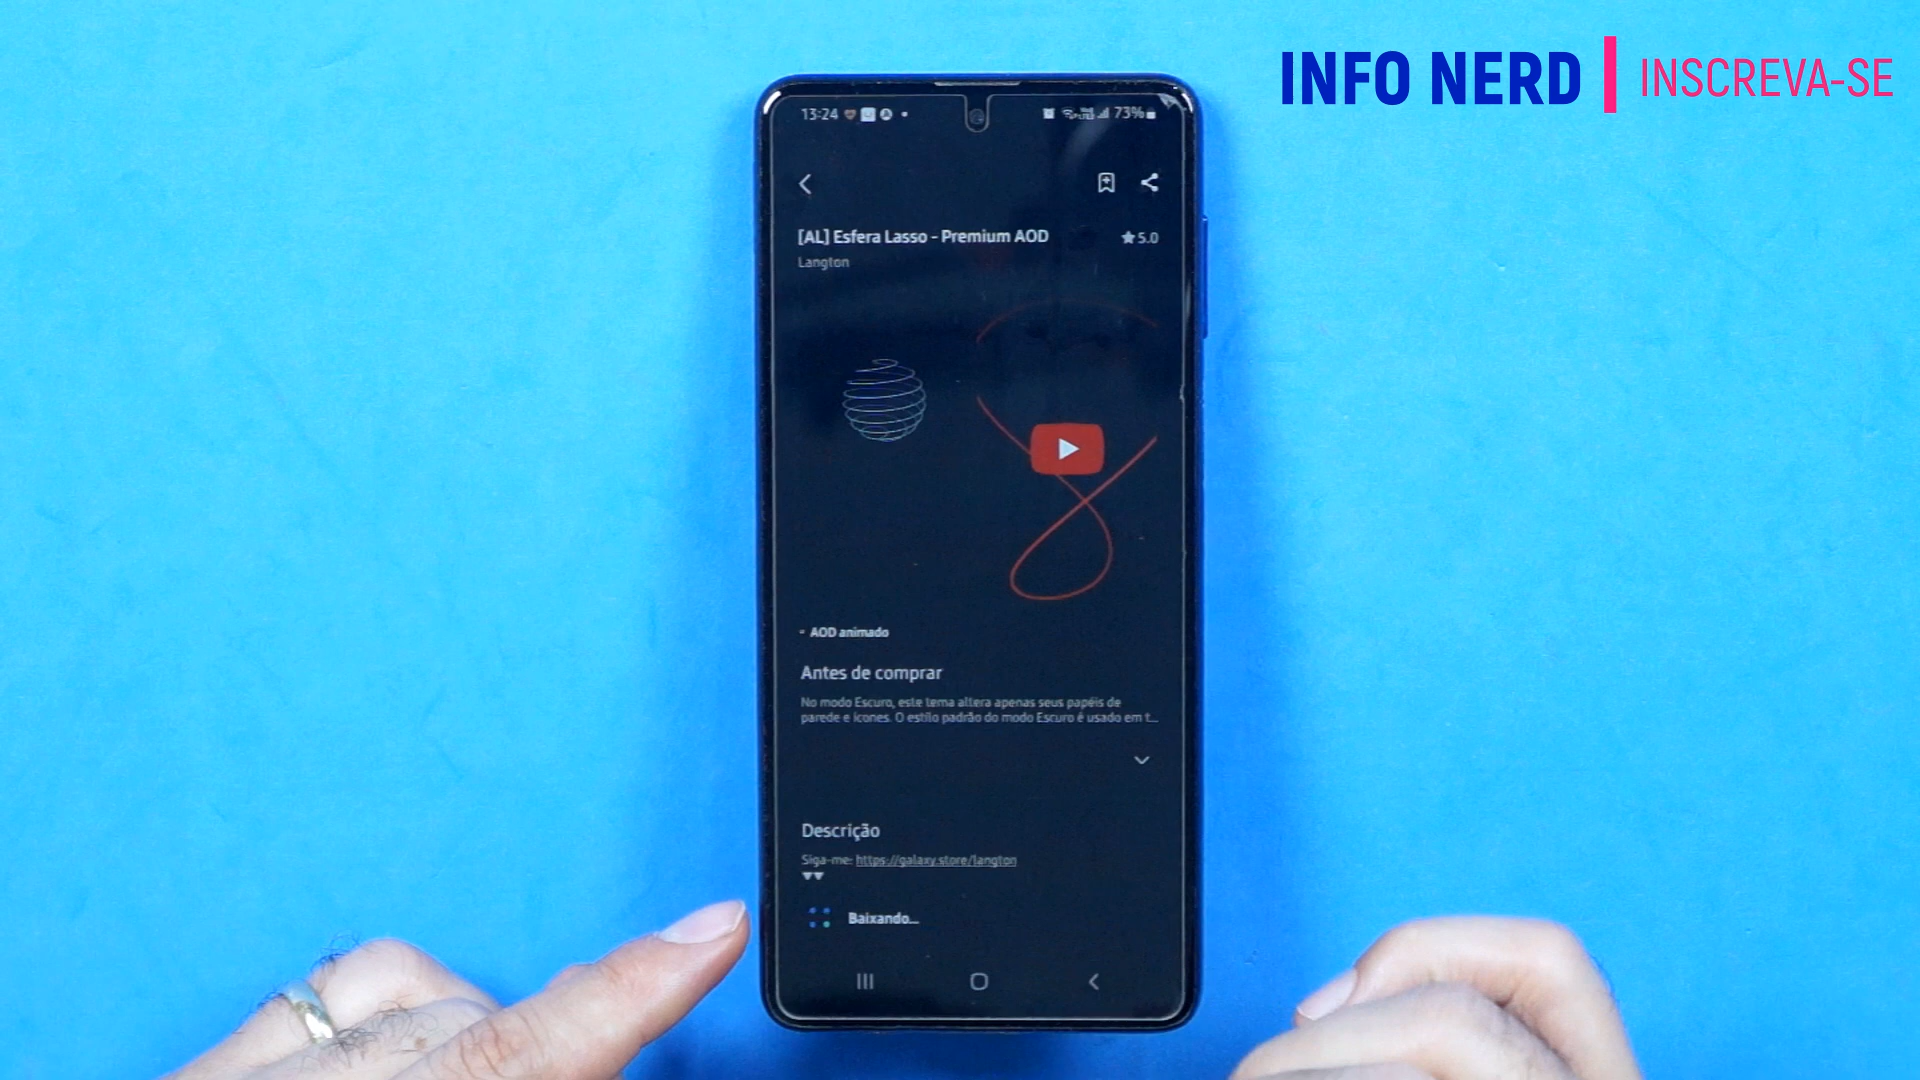 INFO NERD | INSCREVA-SE
13:24
73%
[AL] Esfera Lasso - Premium AOD
★5.0
Langton
- AOD animado
Antes de comprar
No modo Escuro, este tema altera apenas seus papéis de
parede e ícones. O estilo padrão do modo Escuro é usado em t...
Descrição
Siga-me: https://galaxy.store/langton
▼▼
Baixando...